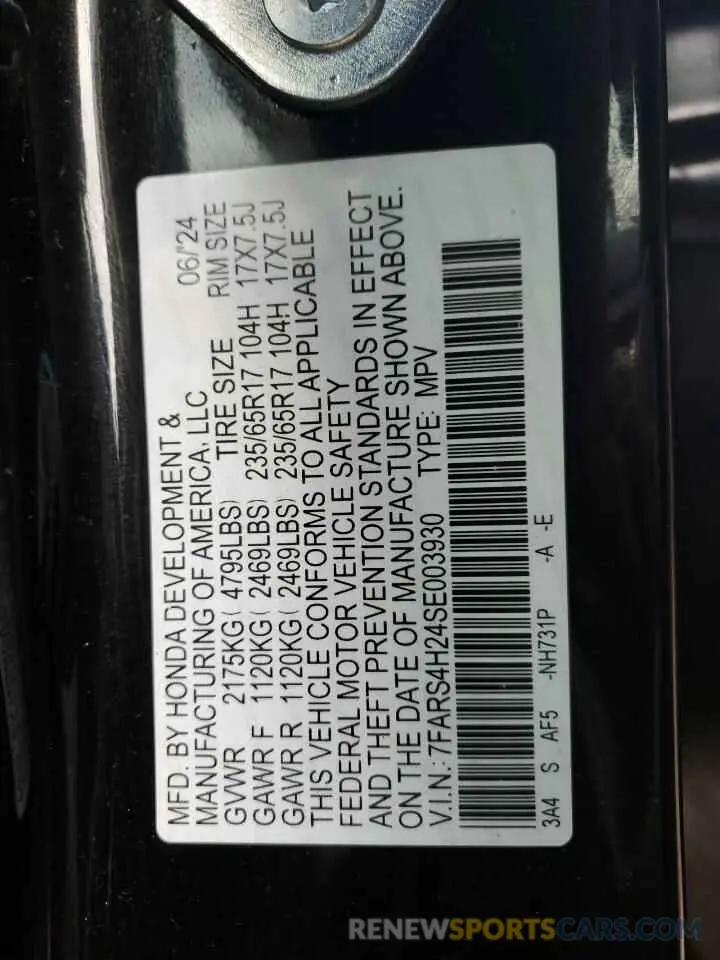 MFD. BY HONDA DEVELOPMENT & 06/'24
MANUFACTURING OF AMERICA, LLC
GVWR 2175KG( 4795LBS) TIRE SIZE RIM SIZE
GAWR F 1120KG( 2469LBS) 235/65R17 104H 17X7.5J
GAWR R 1120KG( 2469LBS) 235/65R17 104H 17X7.5J
THIS VEHICLE CONFORMS TO ALL APPLICABLE
FEDERAL MOTOR VEHICLE SAFETY
AND THEFT PREVENTION STANDARDS IN EFFECT
ON THE DATE OF MANUFACTURE SHOWN ABOVE.
V.I.N.: 7FARS4H24SE003930 TYPE: MPV
3A4 S AF5 -NH731P -A -E
RENEWSPORTSCARS.COM